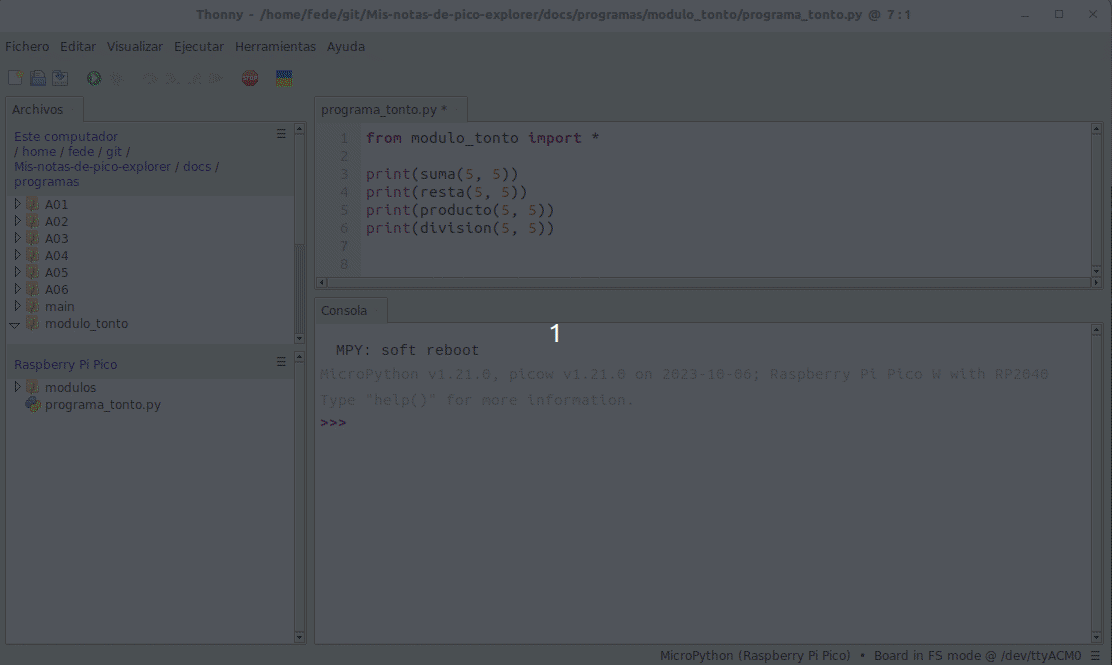 Thonny - /home/fede/git/Mis-notas-de-pico-explorer/docs/programas/modulo_tonto/programa_tonto.py @ 7:1
Fichero Editar Visualizar Ejecutar Herramientas Ayuda
STOP
Archivos
Este computador
/ home / fede / git /
Mis-notas-de-pico-explorer / docs /
programas
A01
A02
A03
A04
A05
A06
main
modulo_tonto
Raspberry Pi Pico
modulos
programa_tonto.py
programa_tonto.py *
1 from modulo_tonto import *
2
3 print(suma(5, 5))
4 print(resta(5, 5))
5 print(producto(5, 5))
6 print(division(5, 5))
7
8
Consola
1
MPY: soft reboot
MicroPython v1.21.0, picow v1.21.0 on 2023-10-06; Raspberry Pi Pico W with RP2040
Type "help()" for more information.
>>>
MicroPython (Raspberry Pi Pico) • Board in FS mode @ /dev/ttyACM0 ☰